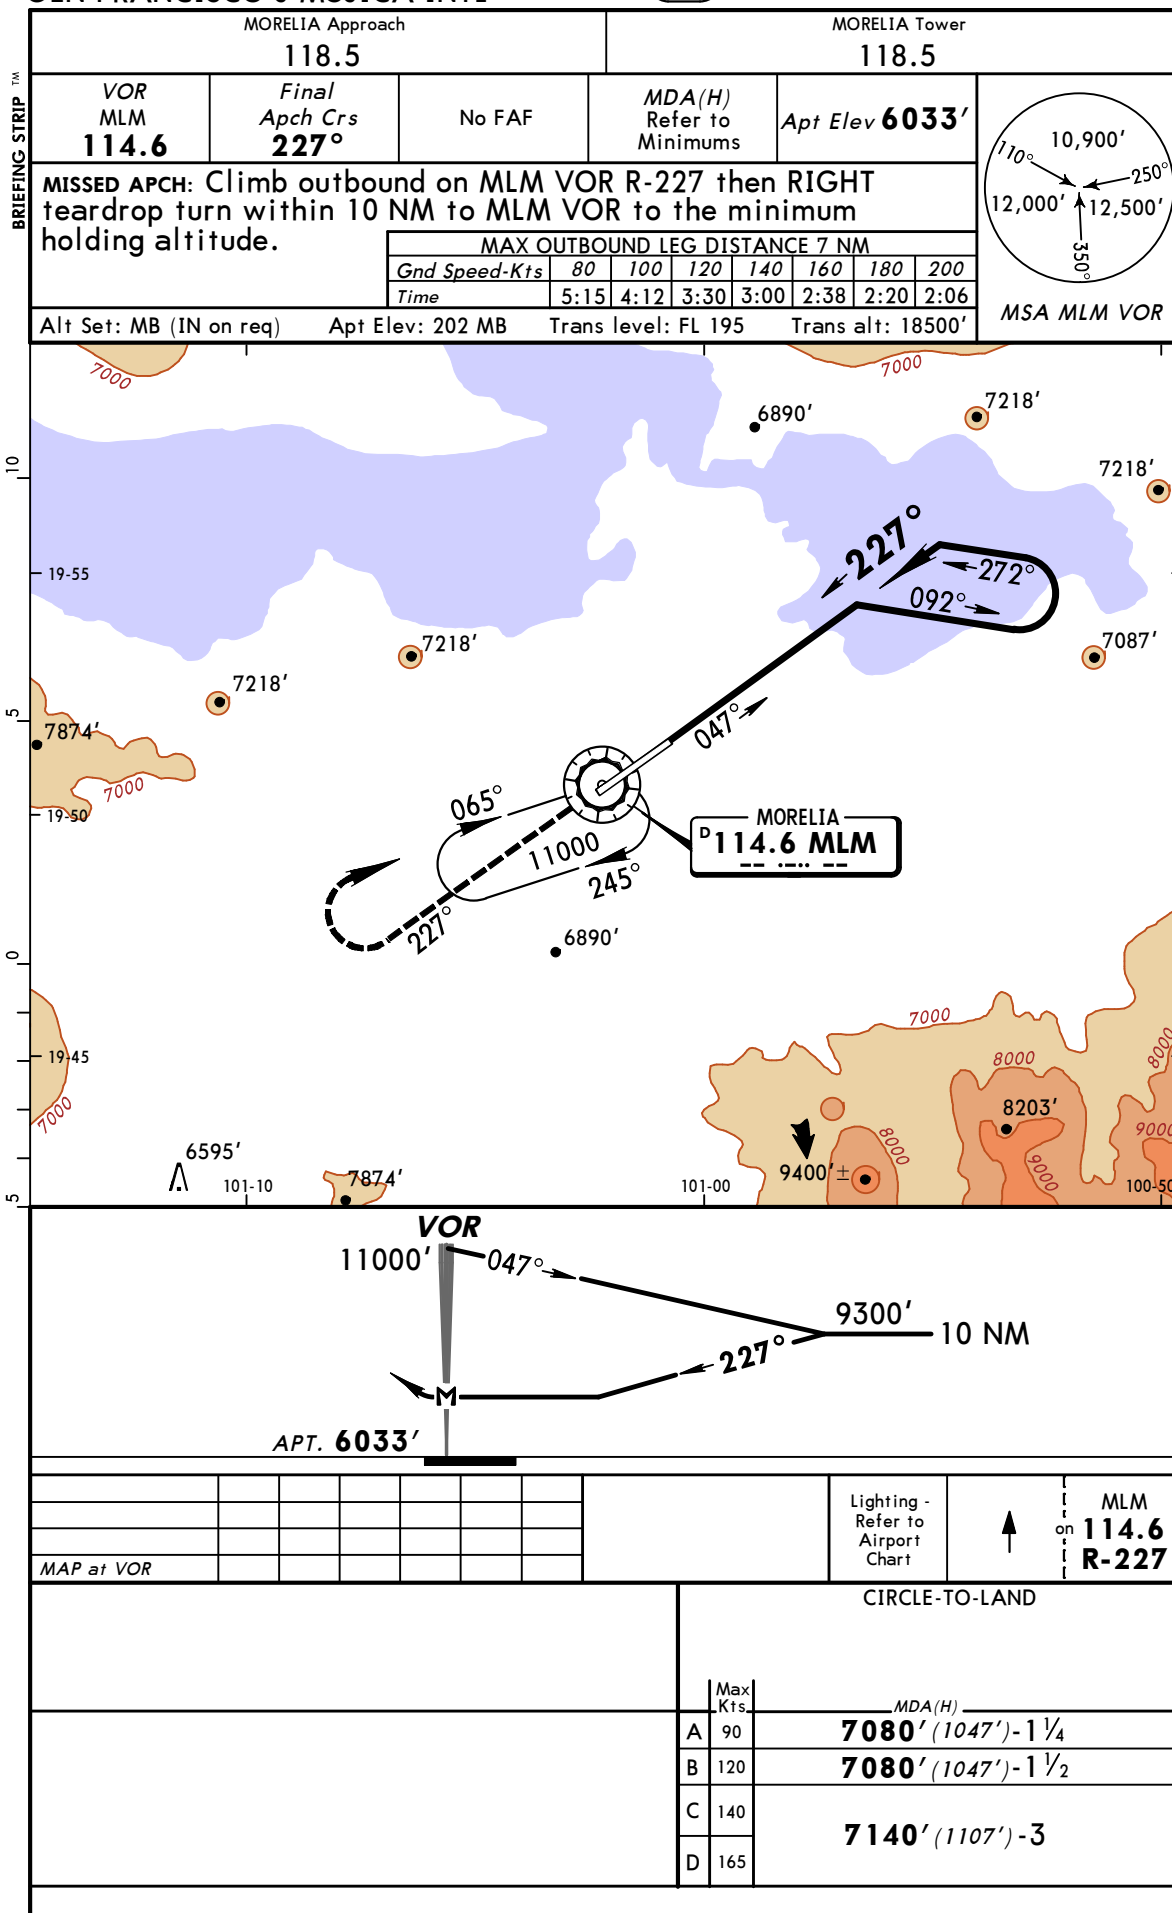 MORELIA Approach
118.5
MORELIA Tower
118.5
BRIEFING STRIP ™
VOR
MLM
114.6
Final
Apch Crs
227°
No FAF
MDA(H)
Refer to
Minimums
Apt Elev 6033'
MISSED APCH: Climb outbound on MLM VOR R-227 then RIGHT
teardrop turn within 10 NM to MLM VOR to the minimum
holding altitude.
MAX OUTBOUND LEG DISTANCE 7 NM
Gnd Speed-Kts 80 100 120 140 160 180 200
Time 5:15 4:12 3:30 3:00 2:38 2:20 2:06
Alt Set: MB (IN on req) Apt Elev: 202 MB Trans level: FL 195 Trans alt: 18500'
10,900'
110°
250°
12,000' 12,500'
350°
MSA MLM VOR
7000
7000
6890'
7218'
7218'
10
19-55
227°
272°
092°
7218'
7087'
7218'
5
7874'
7000
047°
19-50
065°
11000
245°
MORELIA
D 114.6 MLM
227°
6890'
0
7000
19-45
8000
8000
7000
8203'
9000
6595'
8000
9000
9400'±
7874'
5
101-10
101-00
100-50
VOR
11000'
047°
9300'
10 NM
227°
M
APT. 6033'
MAP at VOR
Lighting -
Refer to
Airport
Chart
on
MLM
114.6
R-227
CIRCLE-TO-LAND
Max
Kts
MDA(H)
A 90 7080' (1047')-1 1/4
B 120 7080' (1047')-1 1/2
C 140
7140' (1107')-3
D 165